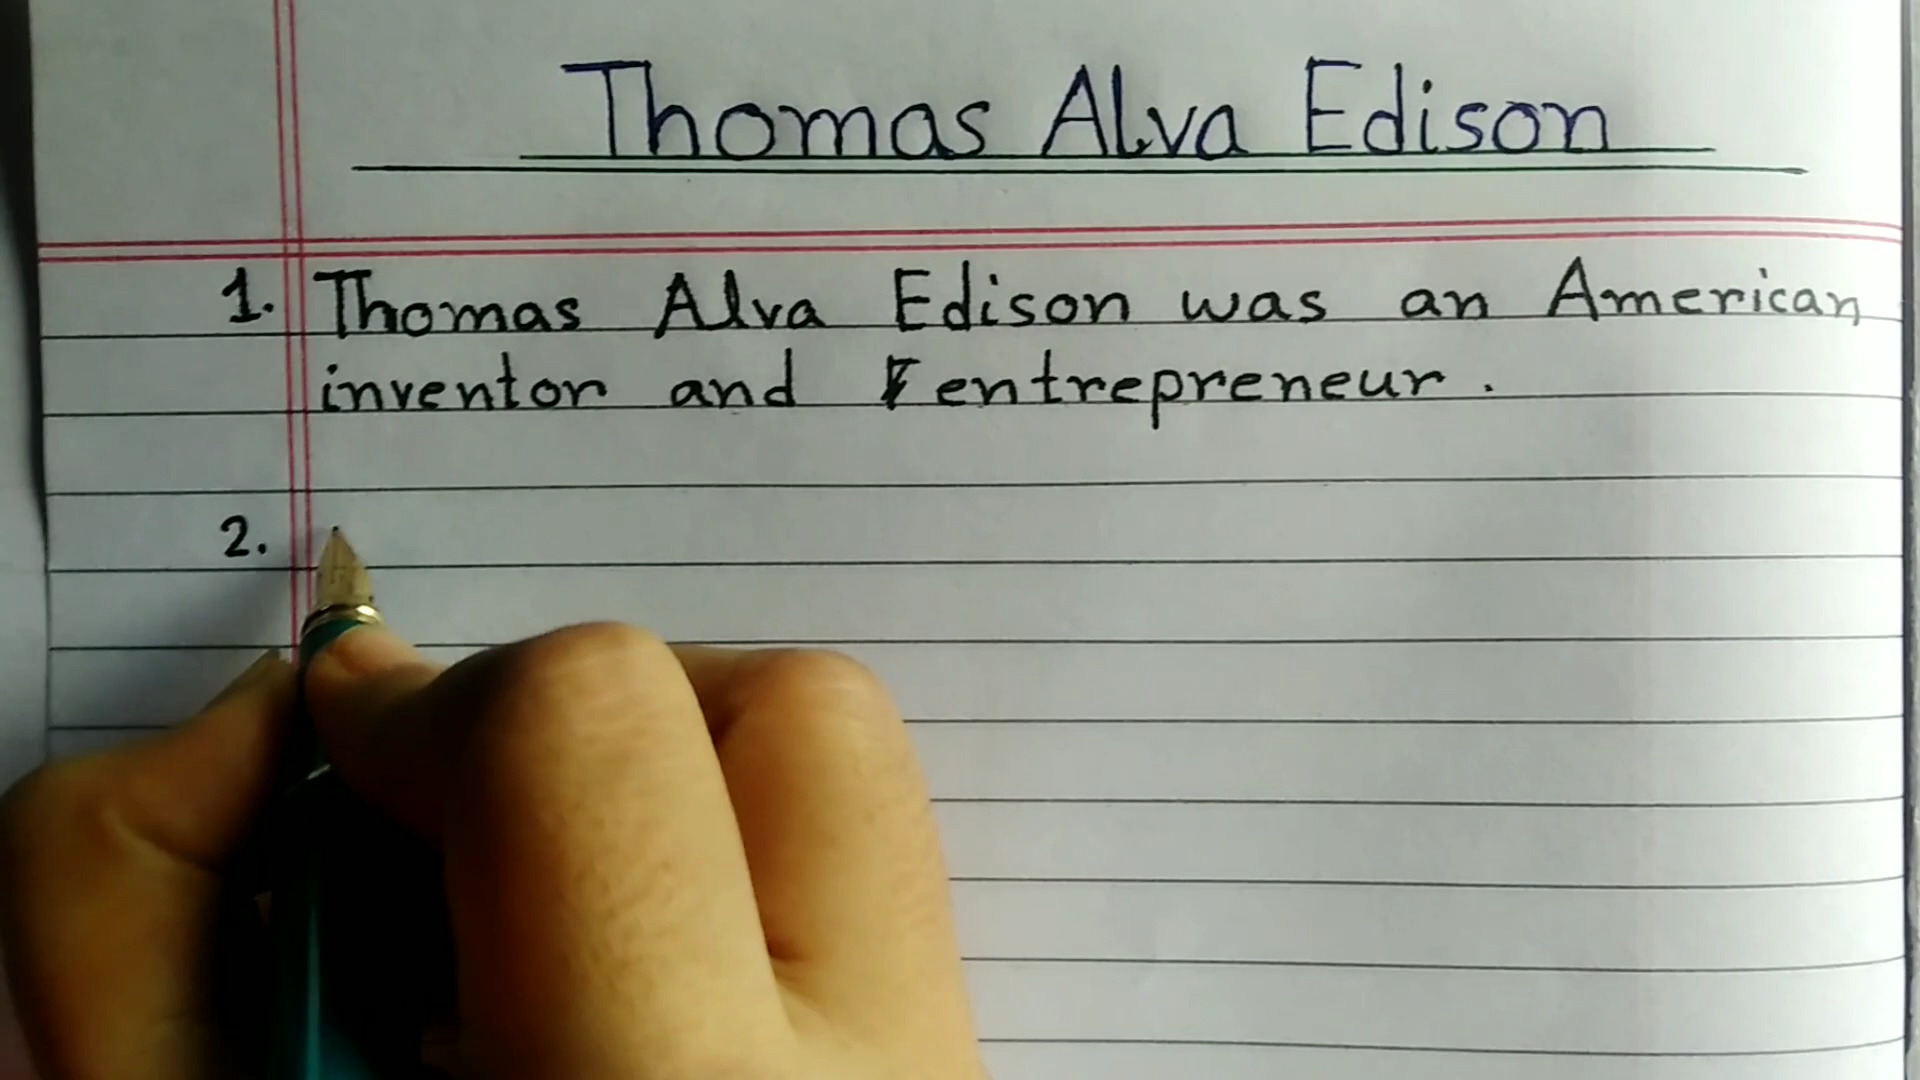 Thomas Alva Edison
1. Thomas Alva Edison was an American
inventor and entrepreneur.
2.